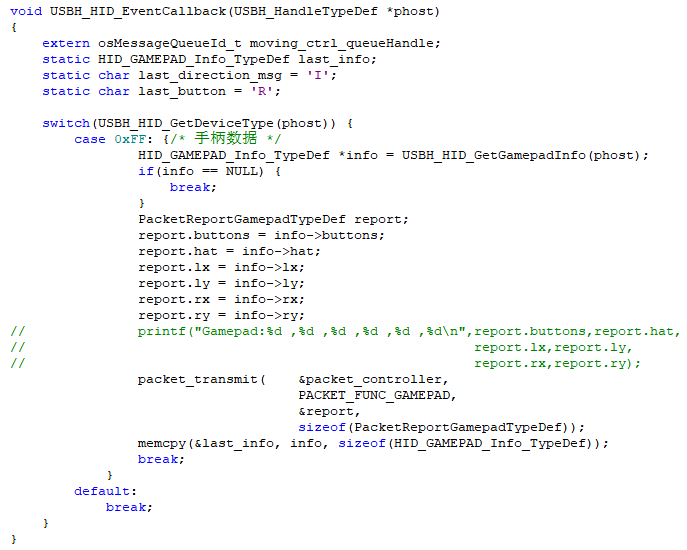 void USBH_HID_EventCallback(USBH_HandleTypeDef *phost)
{
    extern osMessageQueueId_t moving_ctrl_queueHandle;
    static HID_GAMEPAD_Info_TypeDef last_info;
    static char last_direction_msg = 'I';
    static char last_button = 'R';

    switch(USBH_HID_GetDeviceType(phost)) {
        case 0xFF: {/* 手柄数据 */
                HID_GAMEPAD_Info_TypeDef *info = USBH_HID_GetGamepadInfo(phost);
                if(info == NULL) {
                    break;
                }
                PacketReportGamepadTypeDef report;
                report.buttons = info->buttons;
                report.hat = info->hat;
                report.lx = info->lx;
                report.ly = info->ly;
                report.rx = info->rx;
                report.ry = info->ry;
//              printf("Gamepad:%d ,%d ,%d ,%d ,%d ,%d\n",report.buttons,report.hat,
//                                                        report.lx,report.ly,
//                                                        report.rx,report.ry);
                packet_transmit(    &packet_controller,
                                    PACKET_FUNC_GAMEPAD,
                                    &report,
                                    sizeof(PacketReportGamepadTypeDef));
                memcpy(&last_info, info, sizeof(HID_GAMEPAD_Info_TypeDef));
                break;
            }
        default:
            break;
    }
}